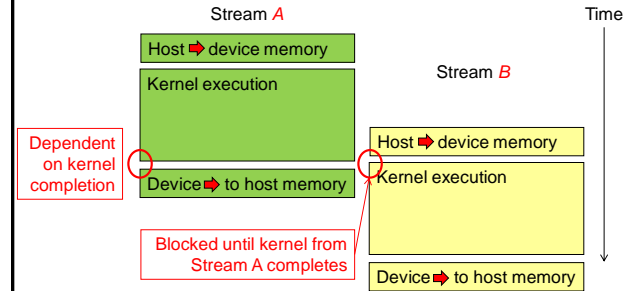 Stream A
Time
Host ➡ device memory
Stream B
Kernel execution
Dependent
on kernel
completion
Host ➡ device memory
Kernel execution
Device ➡ to host memory
Blocked until kernel from
Stream A completes
Device ➡ to host memory